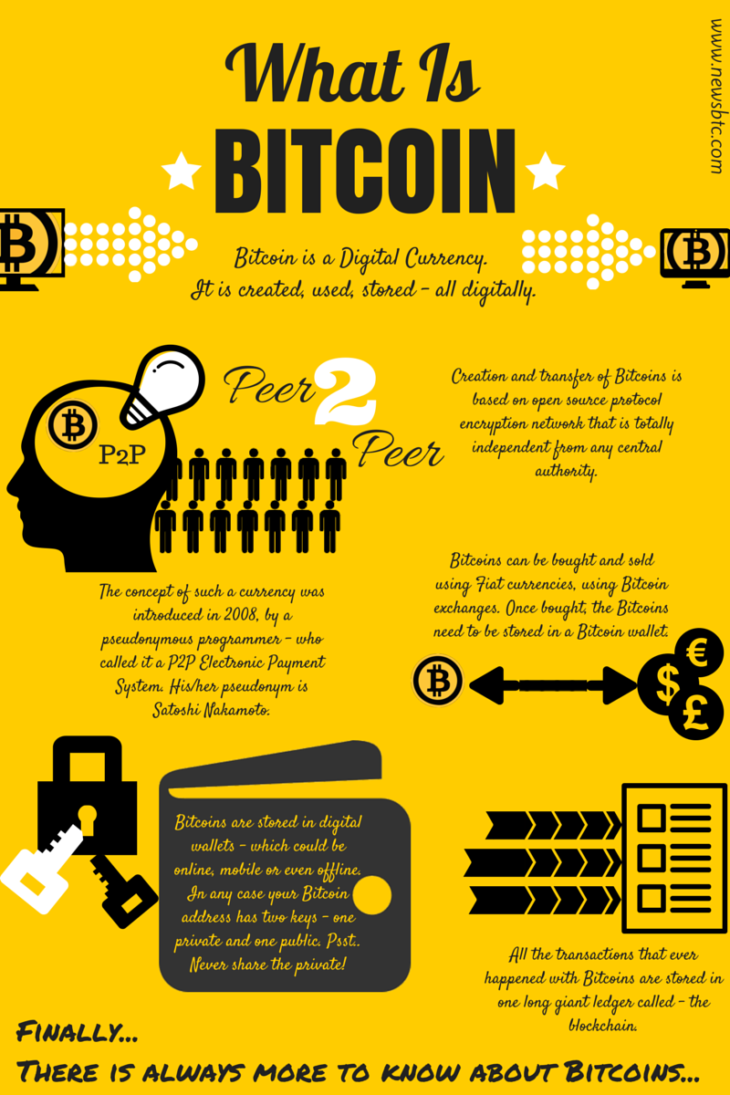 www.newsbtc.com
What Is
BITCOIN
Bitcoin is a Digital Currency.
It is created, used, stored - all digitally.
P2P
Peer 2
Peer
Creation and transfer of Bitcoins is
based on open source protocol
encryption network that is totally
independent from any central
authority.
The concept of such a currency was
introduced in 2008, by a
pseudonymous programmer - who
called it a P2P Electronic Payment
System. His/her pseudonym is
Satoshi Nakamoto.
Bitcoins can be bought and sold
using Fiat currencies, using Bitcoin
exchanges. Once bought, the Bitcoins
need to be stored in a Bitcoin wallet.
€
$
£
Bitcoins are stored in digital
wallets - which could be
online, mobile or even offline.
In any case your Bitcoin
address has two keys - one
private and one public. Psst..
Never share the private!
All the transactions that ever
happened with Bitcoins are stored in
one long giant ledger called - the
blockchain.
Finally...
There is always more to know about Bitcoins...